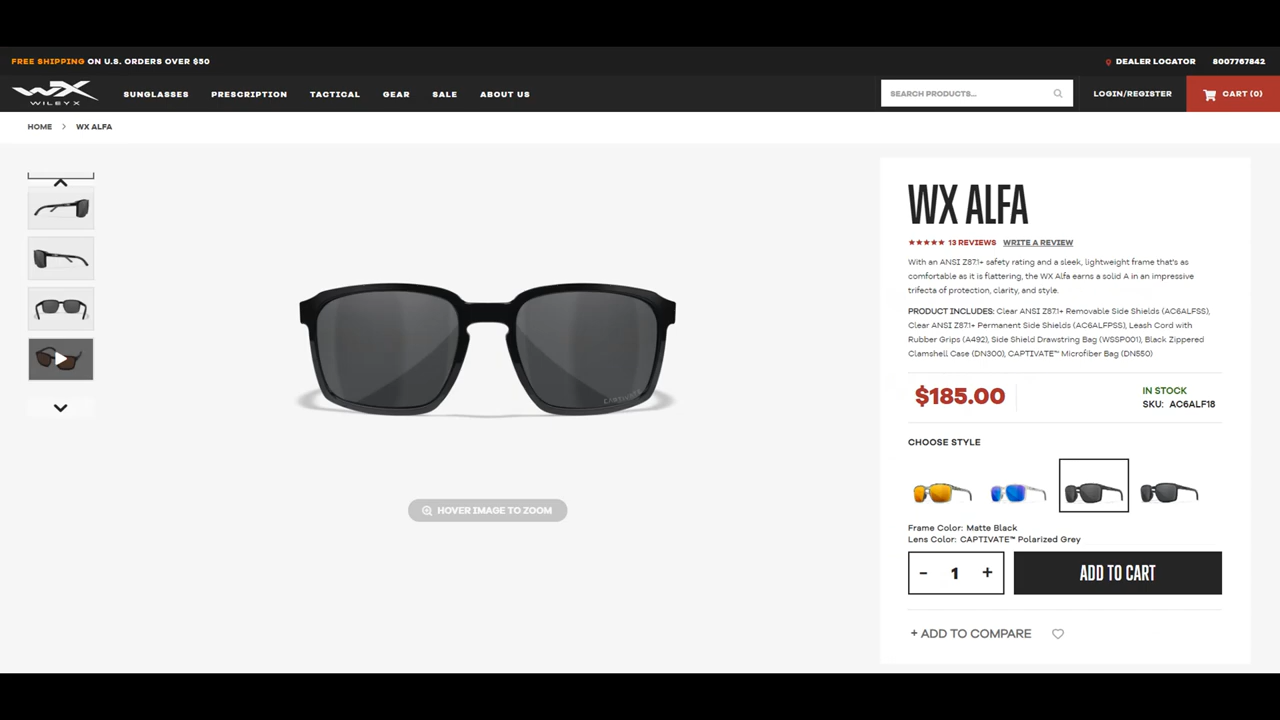 FREE SHIPPING ON U.S. ORDERS OVER $50
DEALER LOCATOR 8007767842
WX
WILEY X
SUNGLASSES PRESCRIPTION TACTICAL GEAR SALE ABOUT US
SEARCH PRODUCTS...
LOGIN/REGISTER
CART (0)
HOME > WX ALFA
WX ALFA
13 REVIEWS WRITE A REVIEW
With an ANSI Z87.1+ safety rating and a sleek, lightweight frame that's as
comfortable as it is flattering, the WX Alfa earns a solid A in an impressive
trifecta of protection, clarity, and style.
PRODUCT INCLUDES: Clear ANSI Z87.1+ Removable Side Shields (AC6ALFSS),
Clear ANSI Z87.1+ Permanent Side Shields (AC6ALFPSS), Leash Cord with
Rubber Grips (A492), Side Shield Drawstring Bag (WSSP001), Black Zippered
Clamshell Case (DN300), CAPTIVATE™ Microfiber Bag (DN550)
$185.00
IN STOCK
SKU: AC6ALF18
CHOOSE STYLE
Frame Color: Matte Black
Lens Color: CAPTIVATE™ Polarized Grey
- 1 +
ADD TO CART
+ ADD TO COMPARE
CAPTIVATE
HOVER IMAGE TO ZOOM